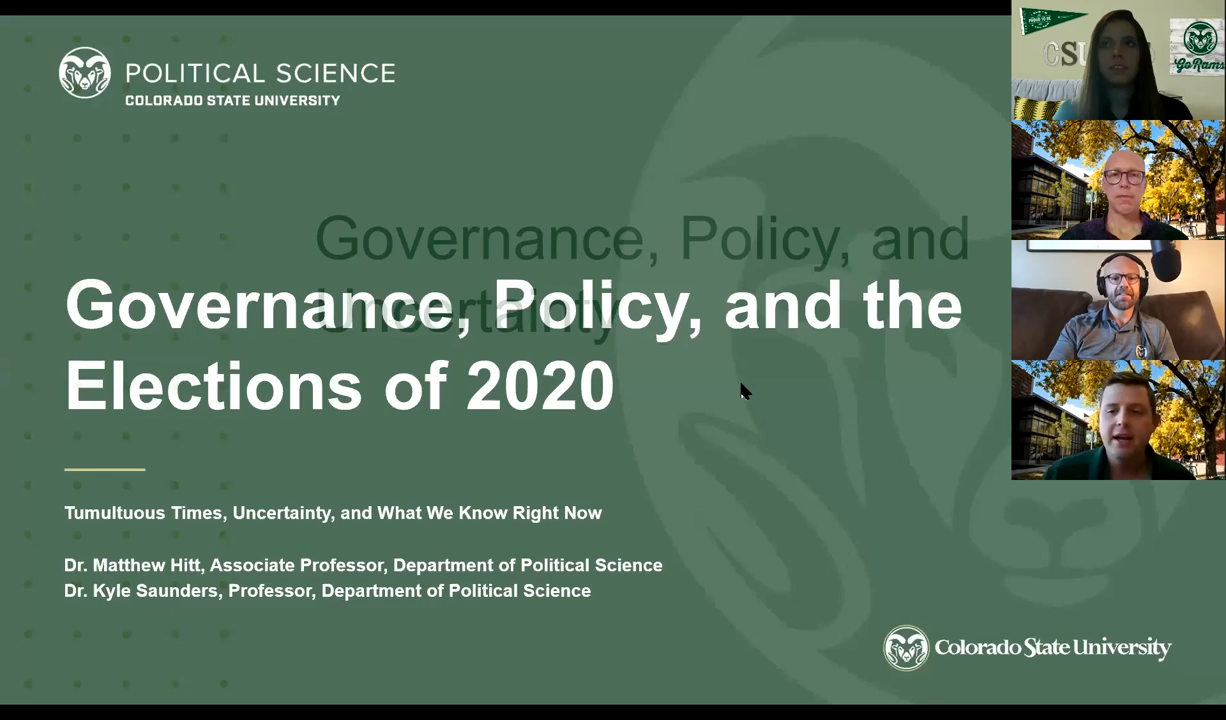 POLITICAL SCIENCE
COLORADO STATE UNIVERSITY
Governance, Policy, and
Uncertainty
Governance, Policy, and the
Elections of 2020
Tumultuous Times, Uncertainty, and What We Know Right Now
Dr. Matthew Hitt, Associate Professor, Department of Political Science
Dr. Kyle Saunders, Professor, Department of Political Science
Colorado State University
CSU
Go Rams